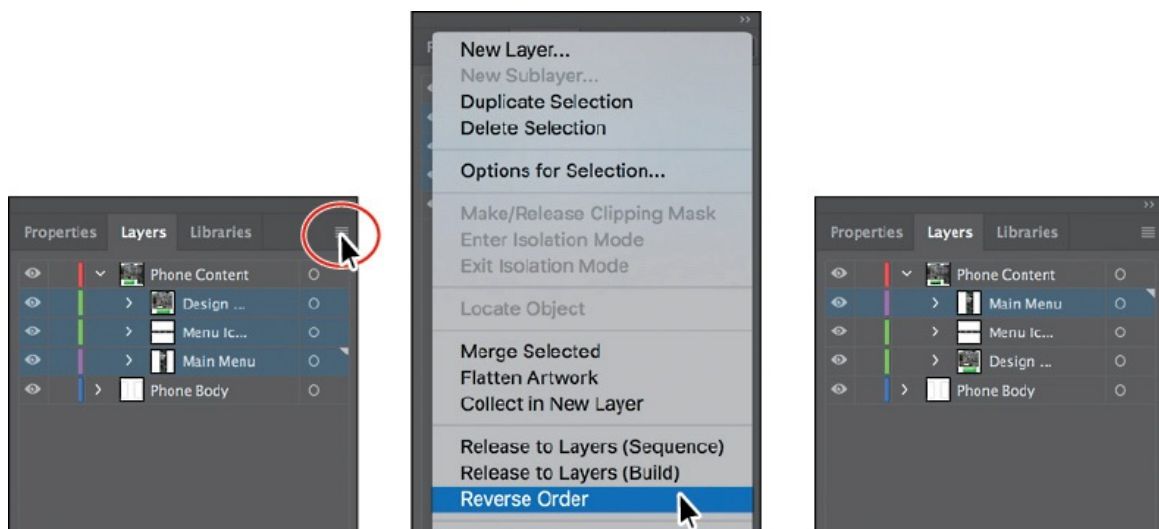 Properties Layers Libraries
Phone Content
Design ...
Menu Ic...
Main Menu
Phone Body
New Layer...
New Sublayer...
Duplicate Selection
Delete Selection
Options for Selection...
Make/Release Clipping Mask
Enter Isolation Mode
Exit Isolation Mode
Locate Object
Merge Selected
Flatten Artwork
Collect in New Layer
Release to Layers (Sequence)
Release to Layers (Build)
Reverse Order
Properties Layers Libraries
Phone Content
Main Menu
Menu Ic...
Design ...
Phone Body